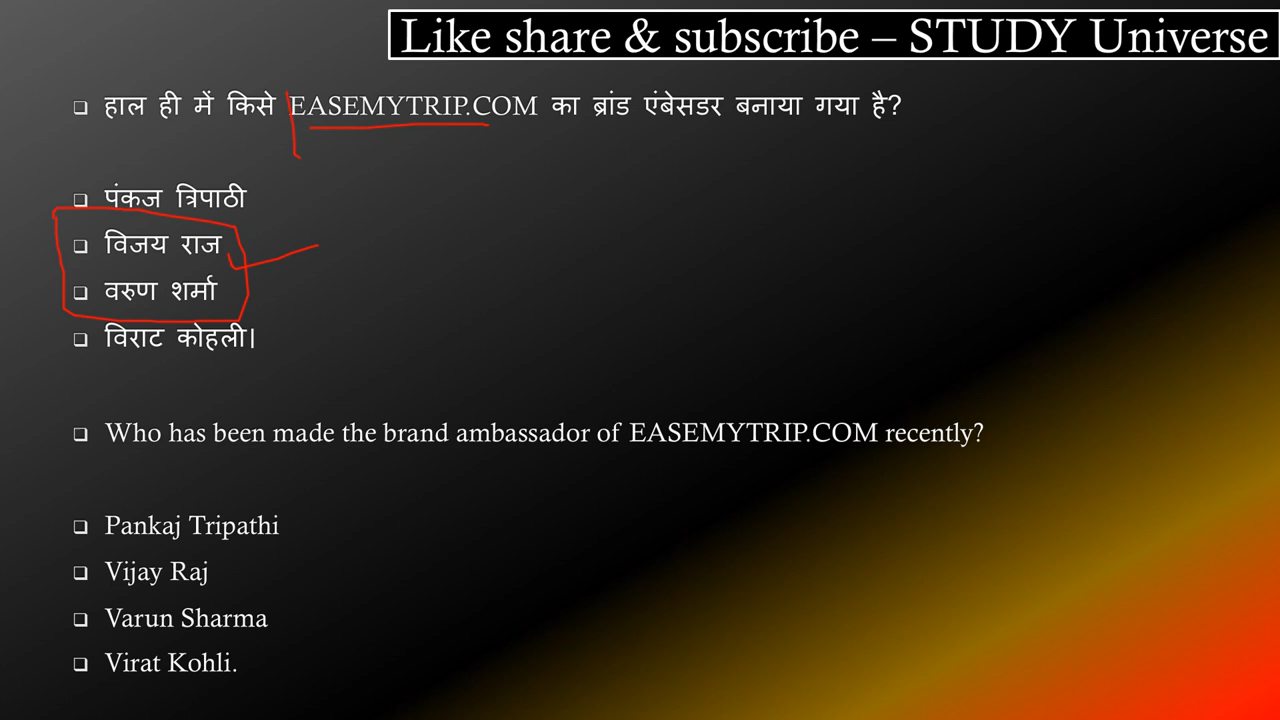 Like share & subscribe – STUDY Universe
हाल ही में किसे EASEMYTRIP.COM का ब्रांड एंबेसडर बनाया गया है?
पंकज त्रिपाठी
विजय राज
वरुण शर्मा
विराट कोहली।
Who has been made the brand ambassador of EASEMYTRIP.COM recently?
Pankaj Tripathi
Vijay Raj
Varun Sharma
Virat Kohli.